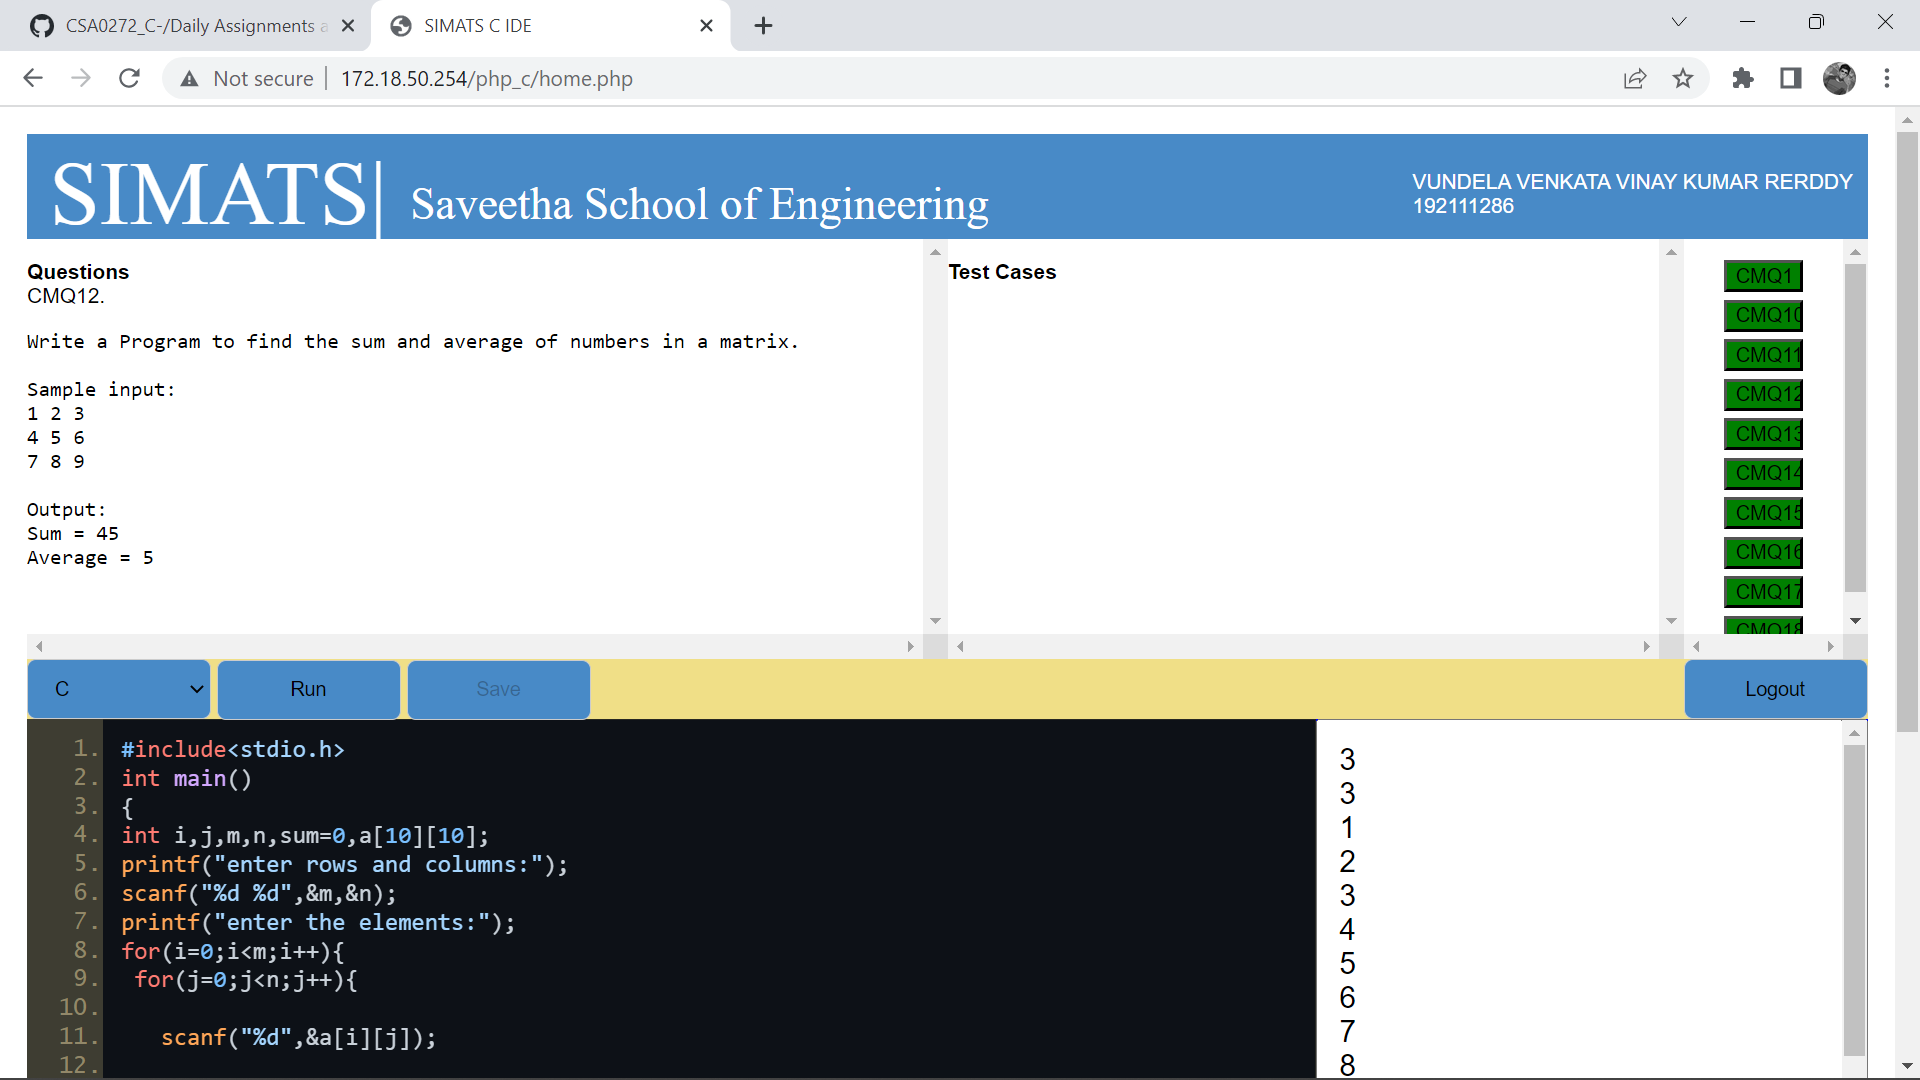 CSA0272_C-/Daily Assignments a
SIMATS C IDE
Not secure
172.18.50.254/php_c/home.php
SIMATS|
Saveetha School of Engineering
VUNDELA VENKATA VINAY KUMAR RERDDY
192111286
Questions
CMQ12.
Write a Program to find the sum and average of numbers in a matrix.
Sample input:
1 2 3
4 5 6
7 8 9
Output:
Sum = 45
Average = 5
Test Cases
CMQ1
CMQ10
CMQ11
CMQ12
CMQ13
CMQ14
CMQ15
CMQ16
CMQ17
CMQ18
C
Run
Save
Logout
1. #include<stdio.h>
2. int main()
3. {
4. int i,j,m,n,sum=0,a[10][10];
5. printf("enter rows and columns:");
6. scanf("%d %d",&m,&n);
7. printf("enter the elements:");
8. for(i=0;i<m;i++){
9. for(j=0;j<n;j++){
10.
11. scanf("%d",&a[i][j]);
12.
3
3
1
2
3
4
5
6
7
8